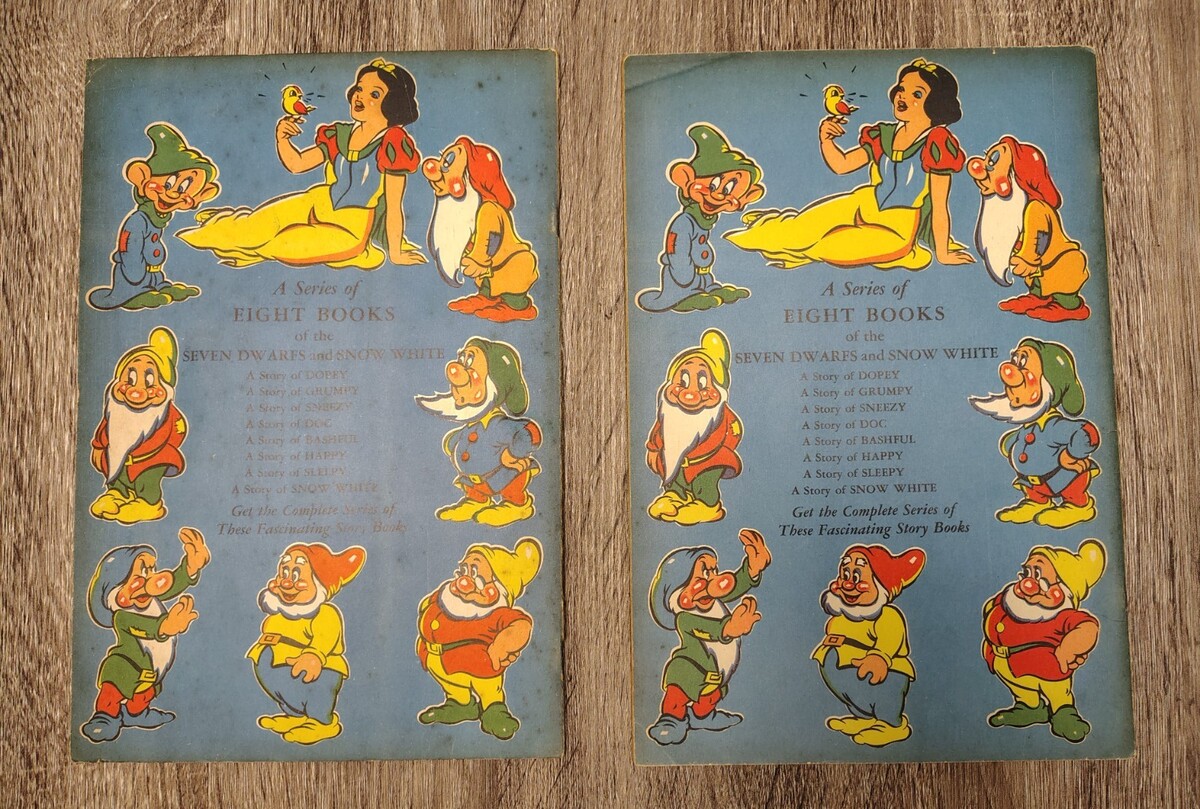 A Series of
EIGHT BOOKS
of the
SEVEN DWARFS and SNOW WHITE
A Story of DOPEY
A Story of GRUMPY
A Story of SNEEZY
A Story of DOC
A Story of BASHFUL
A Story of HAPPY
A Story of SLEEPY
A Story of SNOW WHITE
Get the Complete Series of
These Fascinating Story Books
A Series of
EIGHT BOOKS
of the
SEVEN DWARFS and SNOW WHITE
A Story of DOPEY
A Story of GRUMPY
A Story of SNEEZY
A Story of DOC
A Story of BASHFUL
A Story of HAPPY
A Story of SLEEPY
A Story of SNOW WHITE
Get the Complete Series of
These Fascinating Story Books